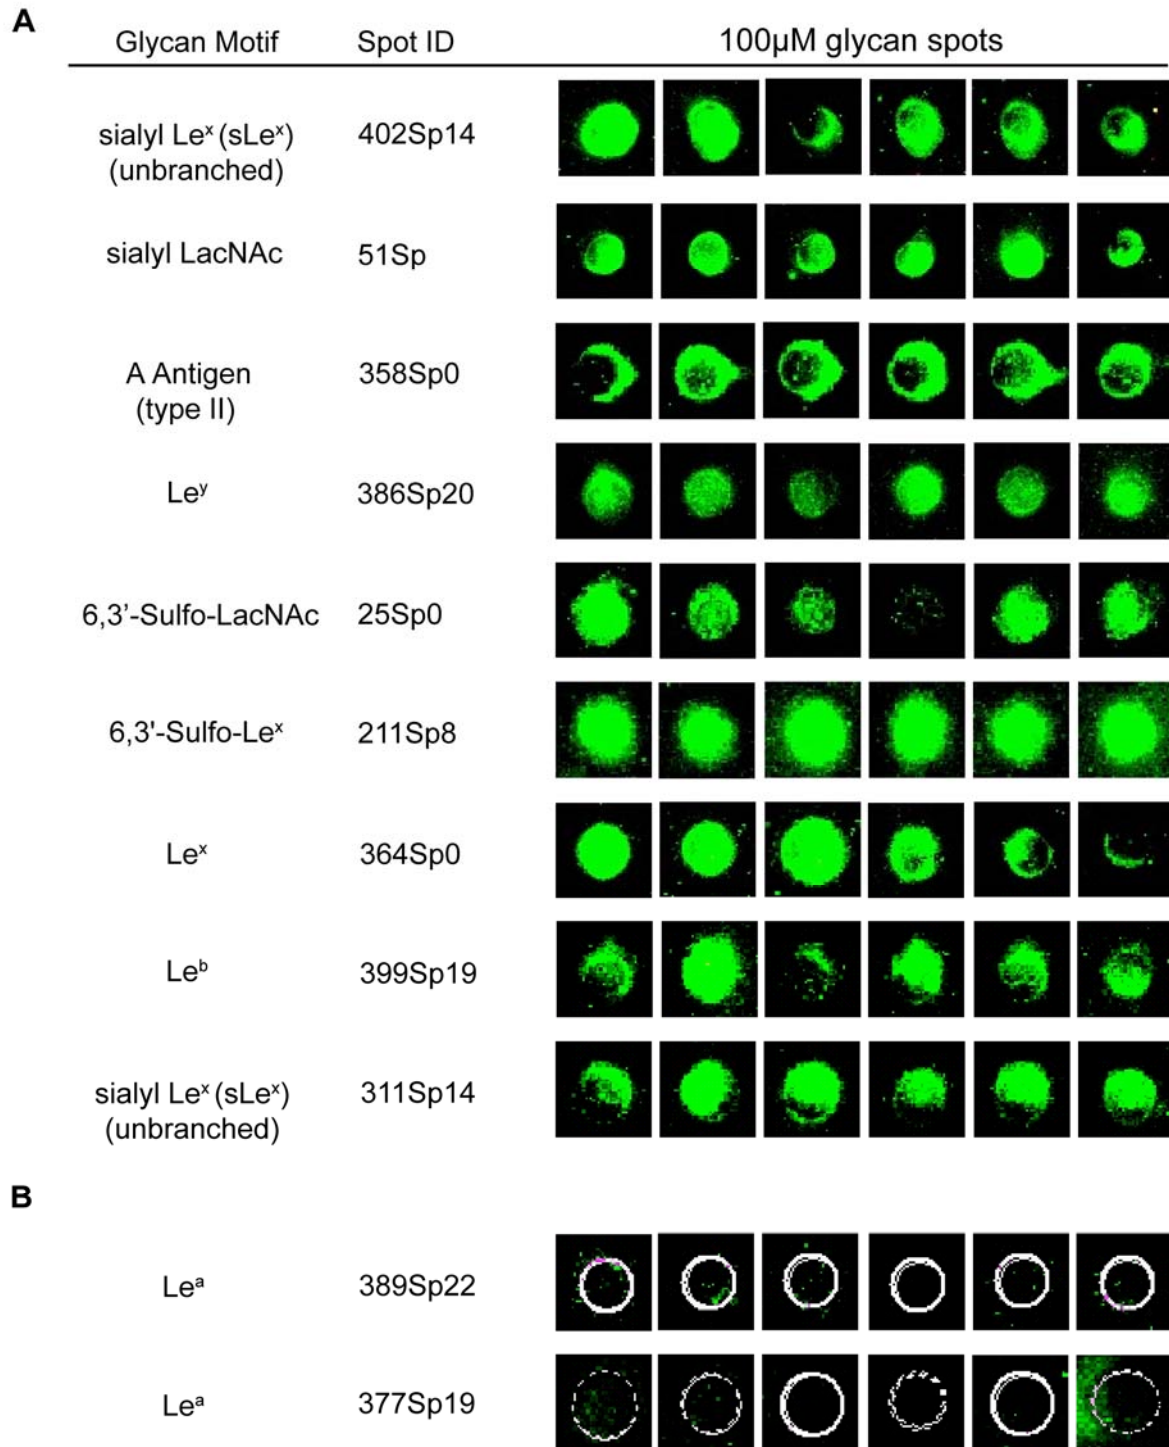 A
Glycan Motif Spot ID 100µM glycan spots
sialyl Leˣ (sLeˣ) 402Sp14
(unbranched)
sialyl LacNAc 51Sp
A Antigen 358Sp0
(type II)
Leʸ 386Sp20
6,3’-Sulfo-LacNAc 25Sp0
6,3'-Sulfo-Leˣ 211Sp8
Leˣ 364Sp0
Leᵇ 399Sp19
sialyl Leˣ (sLeˣ) 311Sp14
(unbranched)
B
Leᵃ 389Sp22
Leᵃ 377Sp19